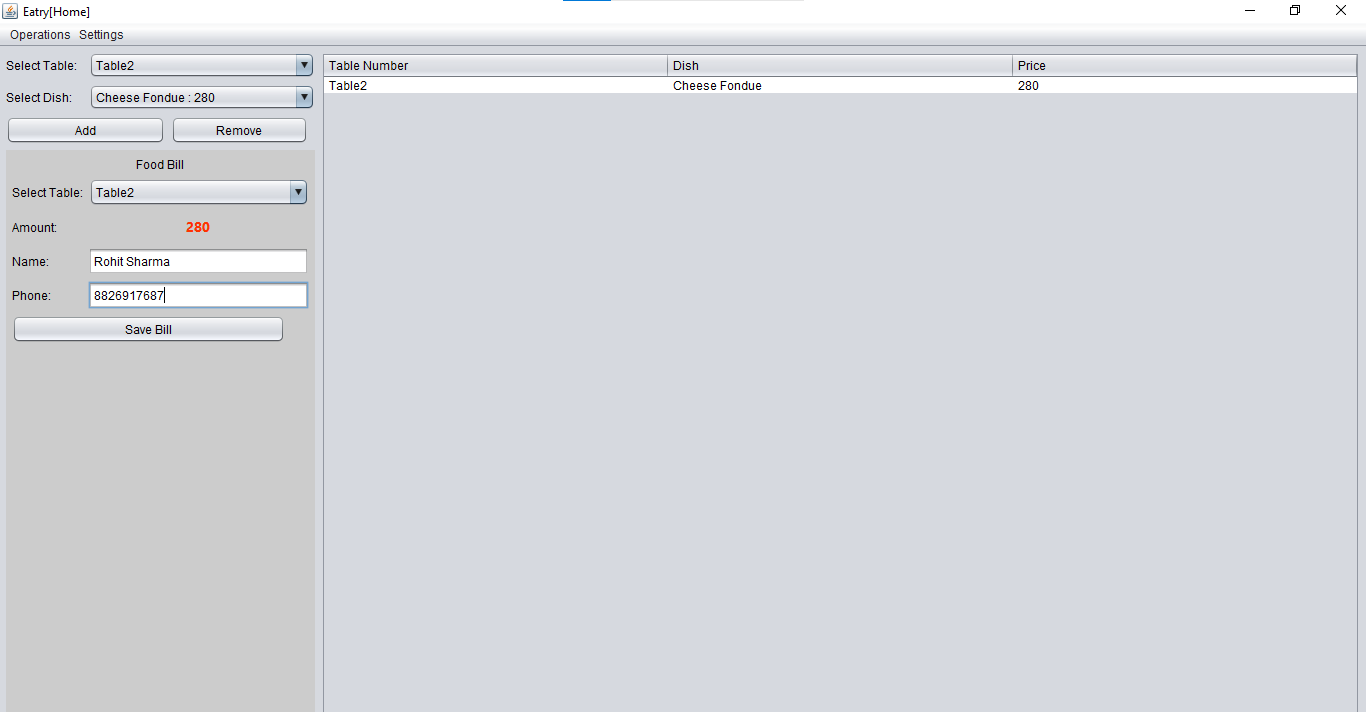 Eatry[Home]
Operations Settings
Select Table: Table2
Select Dish: Cheese Fondue : 280
Add Remove
Food Bill
Select Table: Table2
Amount: 280
Name: Rohit Sharma
Phone: 8826917687
Save Bill
Table Number Dish Price
Table2 Cheese Fondue 280